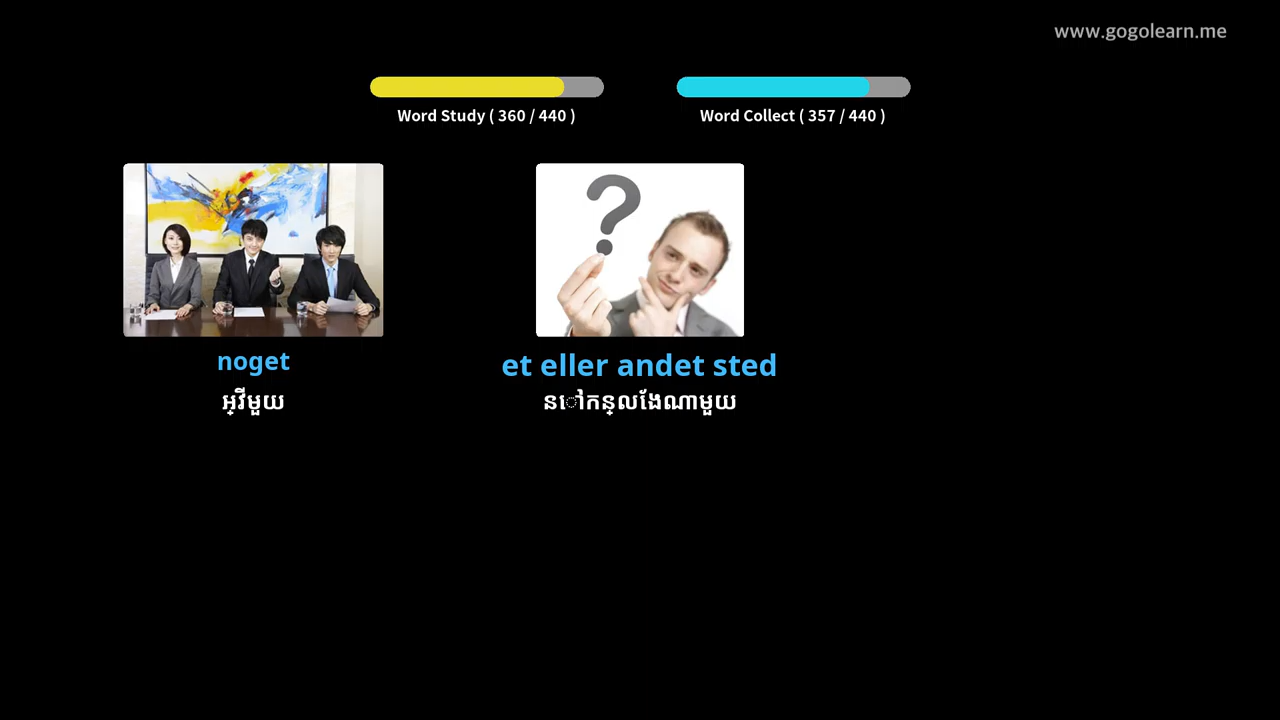 www.gogolearn.me
Word Study ( 360 / 440 )
Word Collect ( 357 / 440 )
noget
et eller andet sted
អ្វីមួយ
នៅកន្លែងណាមួយ